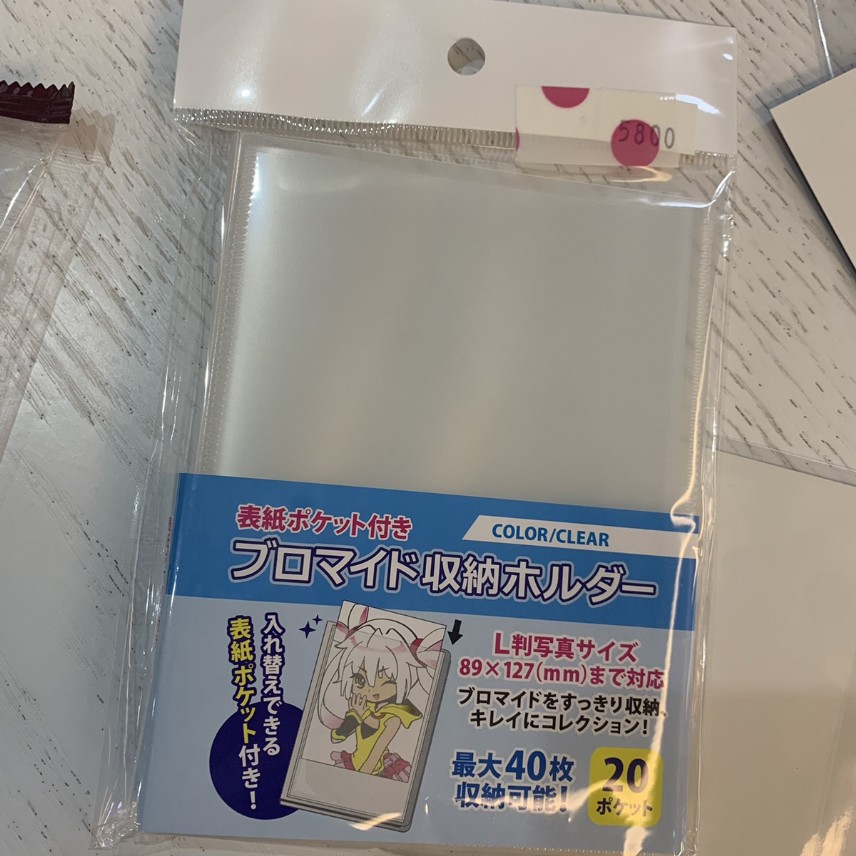 5800
表紙ポケット付き
COLOR/CLEAR
ブロマイド収納ホルダー
入れ替えできる
表紙ポケット付き!
L判写真サイズ
89×127(mm)まで対応
ブロマイドをすっきり収納、
キレイにコレクション!
最大40枚
収納可能!
20
ポケット